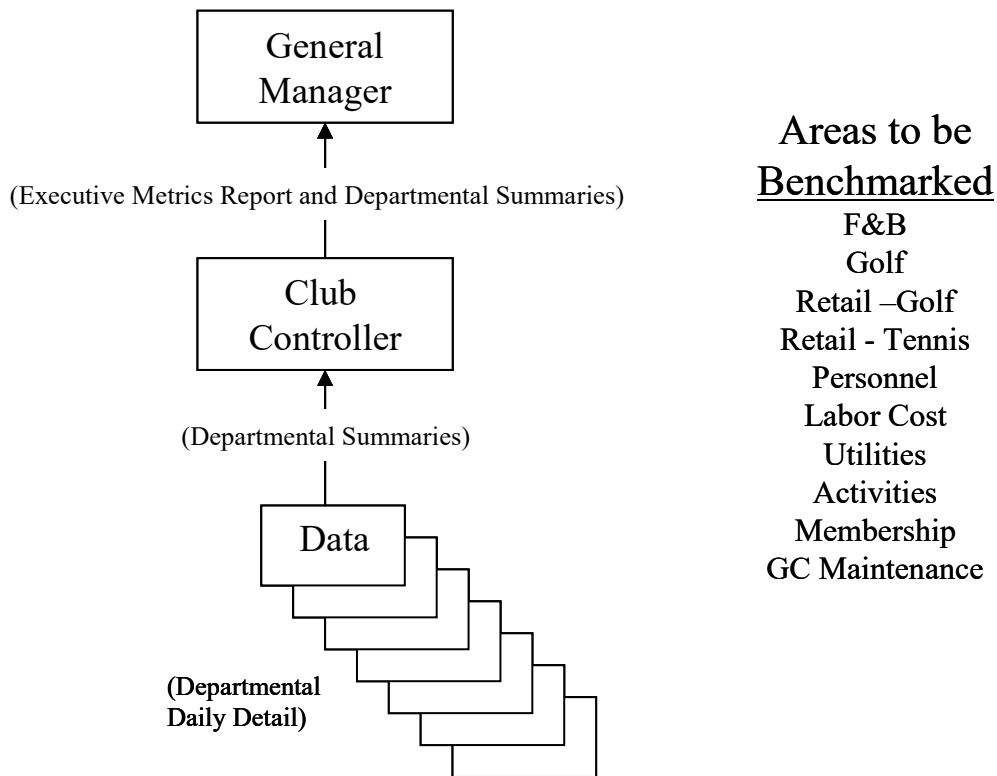 General
Manager
(Executive Metrics Report and Departmental Summaries)
Club
Controller
(Departmental Summaries)
Data
(Departmental
Daily Detail)
Areas to be
Benchmarked
F&B
Golf
Retail –Golf
Retail - Tennis
Personnel
Labor Cost
Utilities
Activities
Membership
GC Maintenance